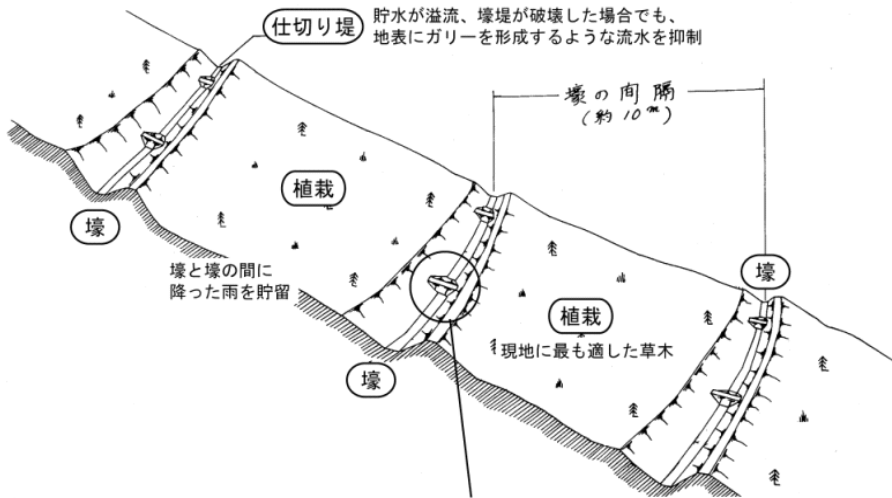 仕切り堤
貯水が溢流、壕堤が破壊した場合でも、
地表にガリーを形成するような流水を抑制
壕の間隔
(約10m)
植栽
壕
壕と壕の間に
降った雨を貯留
壕
植栽
現地に最も適した草木
壕